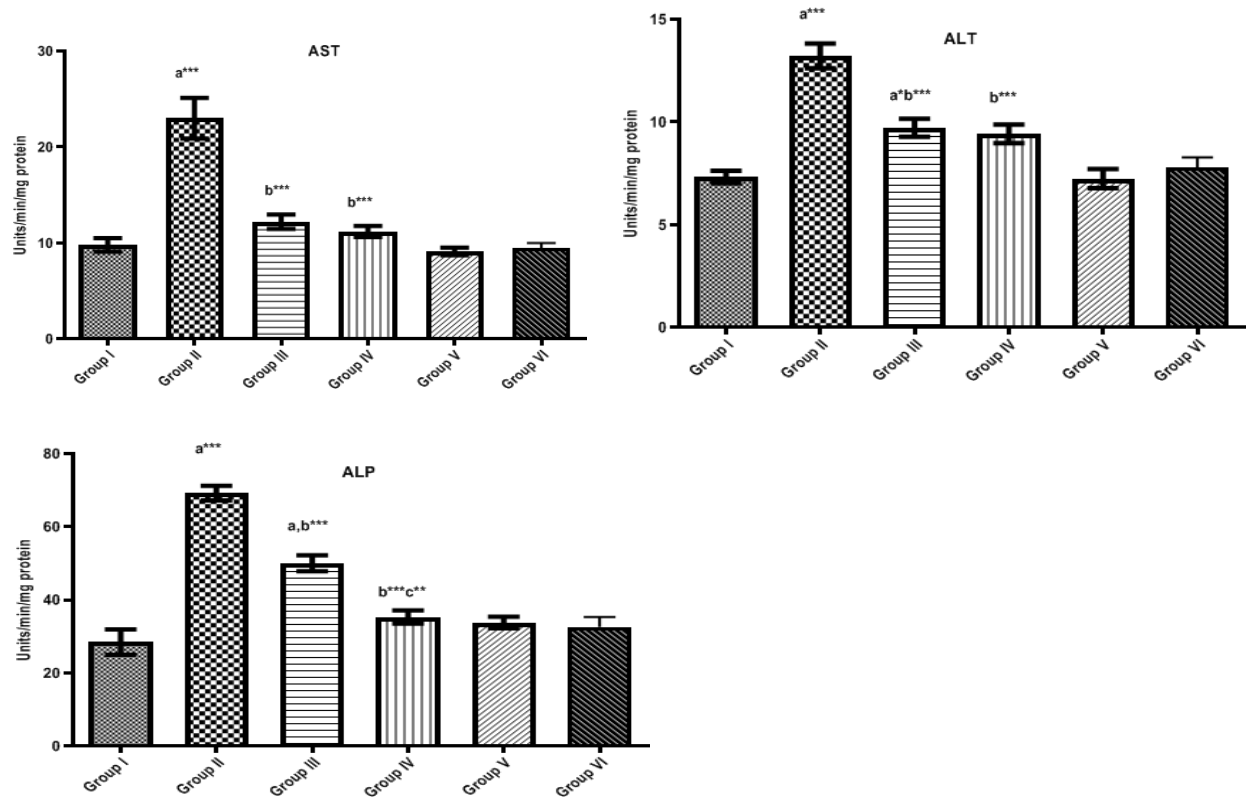 AST
Units/min/mg protein
30
20
10
0
a***
b***
b***
Group I
Group II
Group III
Group IV
Group V
Group VI
ALT
Units/min/mg protein
15
10
5
0
a***
a*b***
b***
Group I
Group II
Group III
Group IV
Group V
Group VI
ALP
Units/min/mg protein
80
60
40
20
0
a***
a,b***
b***c**
Group I
Group II
Group III
Group IV
Group V
Group VI